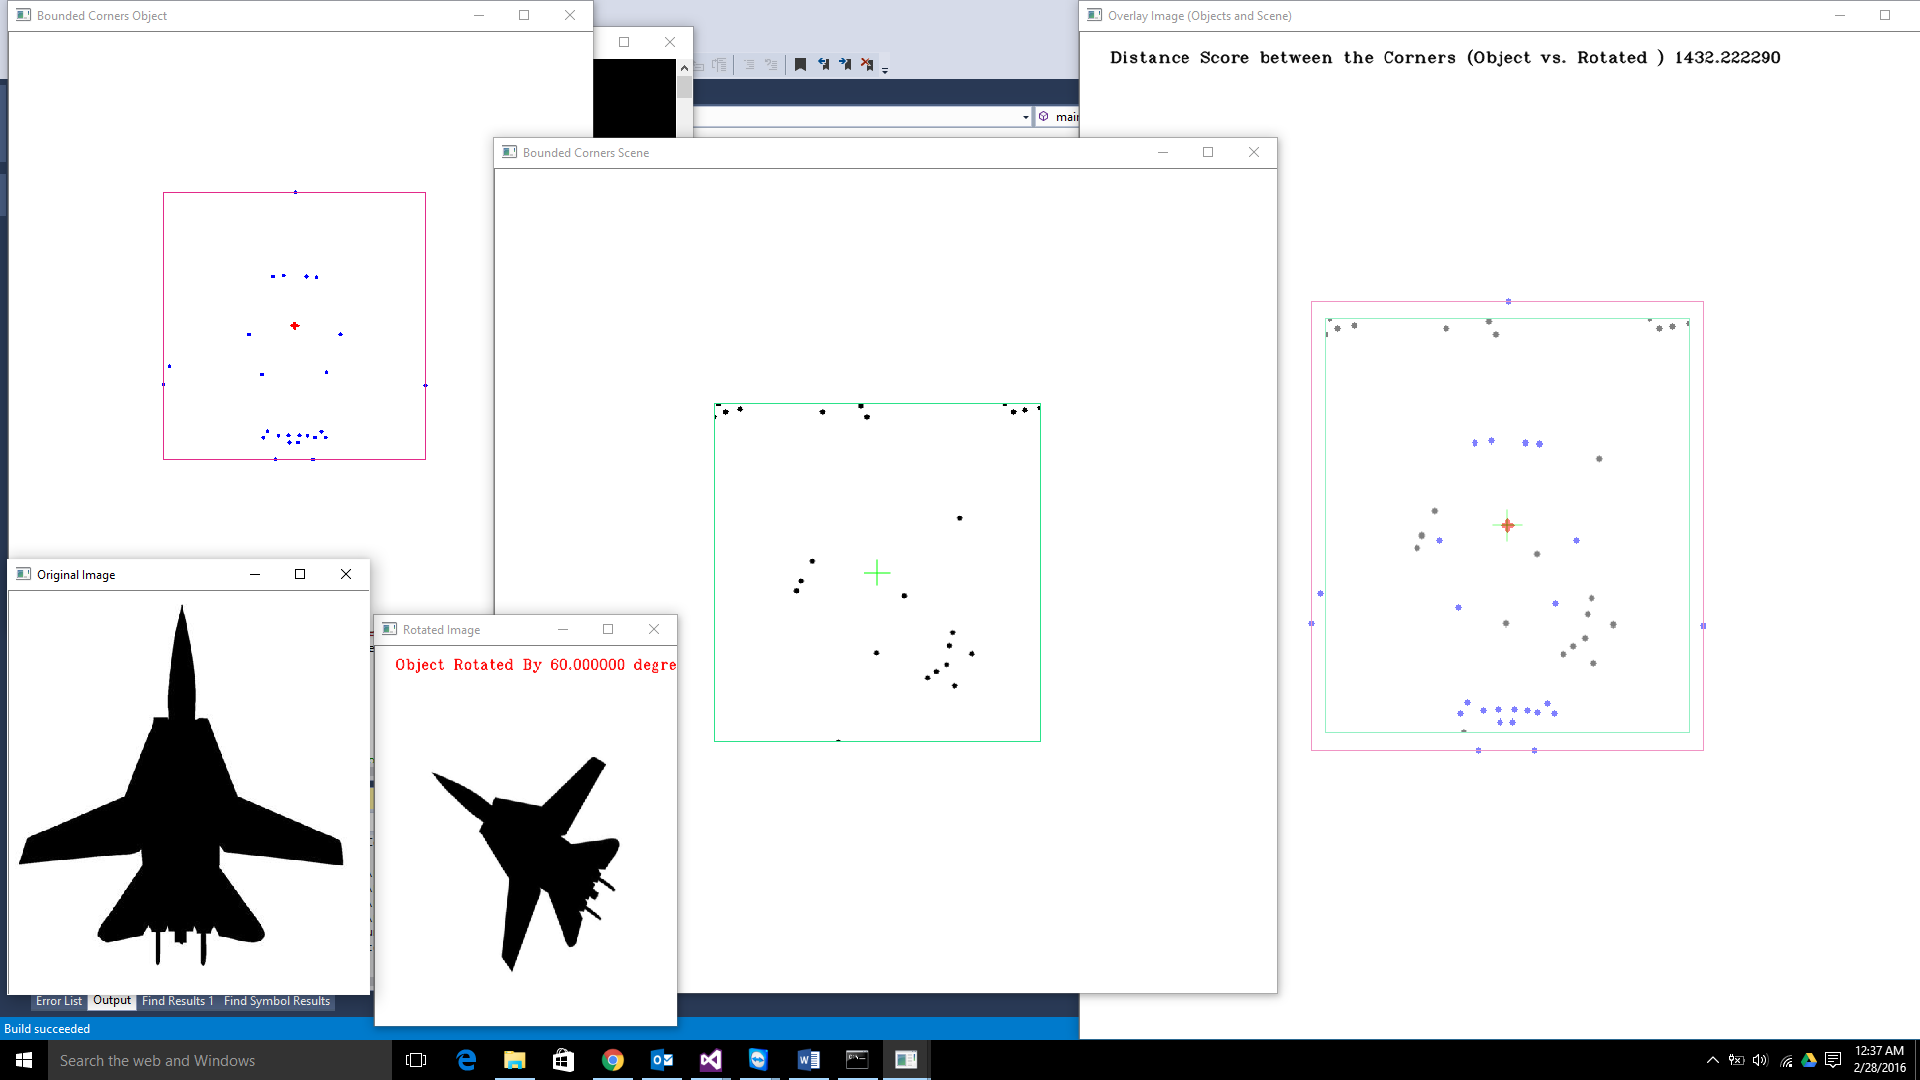 Bounded Corners Object
Overlay Image (Objects and Scene)
Distance Score between the Corners (Object vs. Rotated ) 1432.222290
main
Bounded Corners Scene
Original Image
Rotated Image
Object Rotated By 60.000000 degre
Error List Output Find Results 1 Find Symbol Results
Build succeeded
Search the web and Windows
12:37 AM
2/28/2016